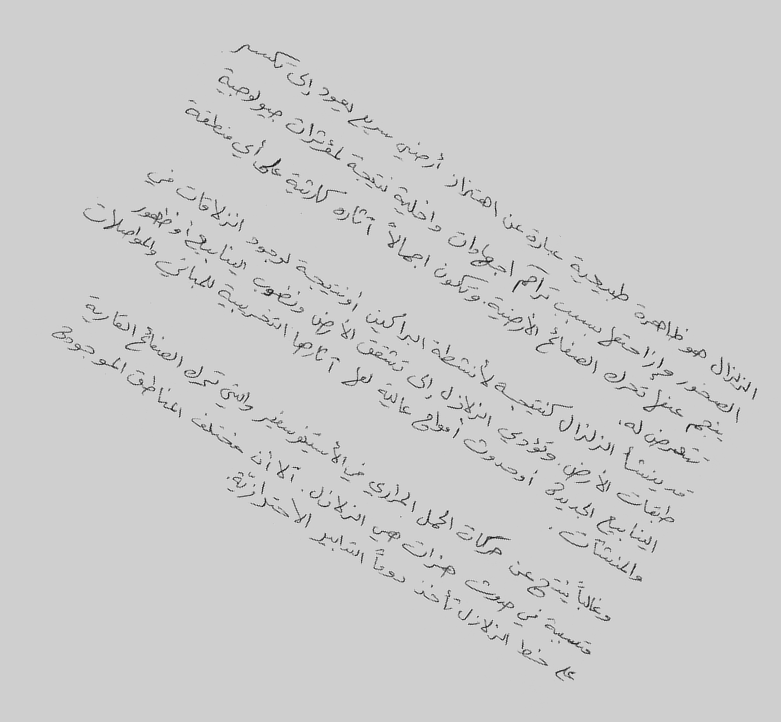 الزلزال هو ظاهرة طبيعية عبارة عن اهتزاز أرضي سريع يعود إلى تكسر
الصخور وإزاحتها بسبب تراكم اجهادات داخلية نتيجة لمؤثرات جيولوجية
ينجم عنها تحرك الصفائح الأرضية. وتكون اجمالاً آثاره كارثية على أي منطقة
تتعرض له.
قد ينشأ الزلزال كنتيجة لأنشطة البراكين أو نتيجة لوجود انزلاقات في
طبقات الأرض. وتؤدي الزلازل إلى تشقق الأرض ونضوب الينابيع أو ظهور
الينابيع الجديدة أو حدوث أمواج عالية لها آثارها التخريبية للمباني والمواصلات
والمنشآت.
وغالباً ينتج عن حركات الحمل الحراري في الأستينوسفير والتي تحرك الصفائح القارية
متسببة في حدوث هزات هي الزلازل. ألا أن مختلف المناطق الموجودة
على خط الزلازل تأخذ دوماً التدابير الاحترازية.